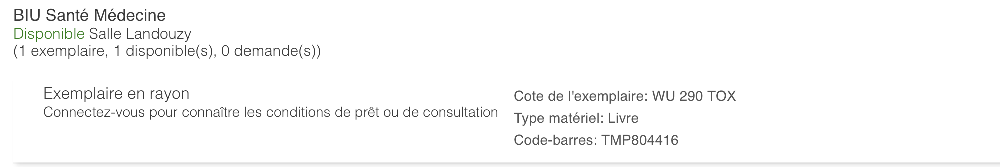 BIU Santé Médecine
Disponible Salle Landouzy
(1 exemplaire, 1 disponible(s), 0 demande(s))
Exemplaire en rayon
Connectez-vous pour connaître les conditions de prêt ou de consultation
Cote de l'exemplaire: WU 290 TOX
Type matériel: Livre
Code-barres: TMP804416